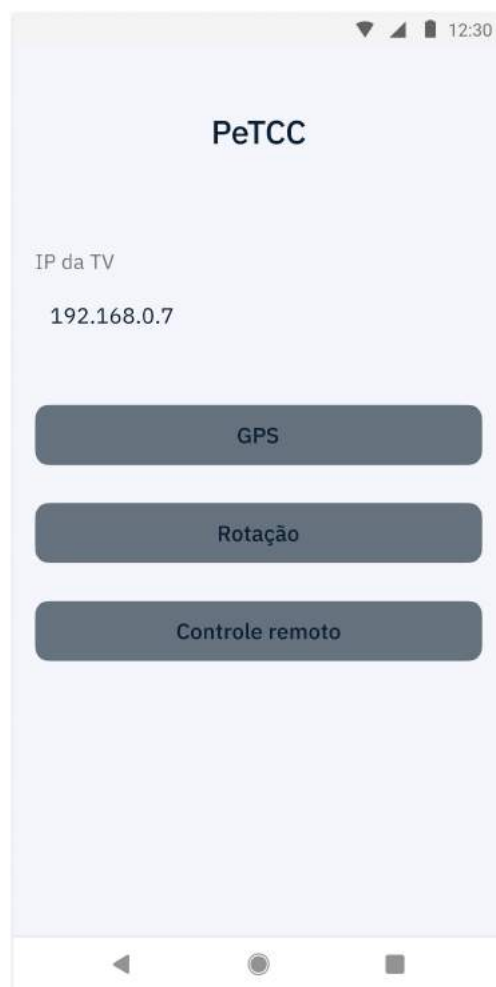 12:30
PeTCC
IP da TV
192.168.0.7
GPS
Rotação
Controle remoto